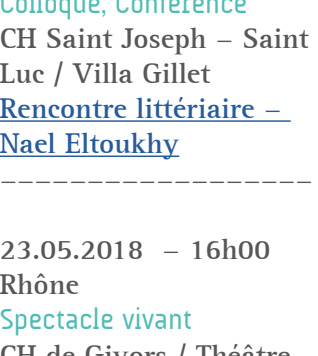 Colloque, Conférence
CH Saint Joseph – Saint
Luc / Villa Gillet
Rencontre littériaire –
Nael Eltoukhy
––––––––––––––––––
23.05.2018 – 16h00
Rhône
Spectacle vivant
CH de Givors / Théâtre